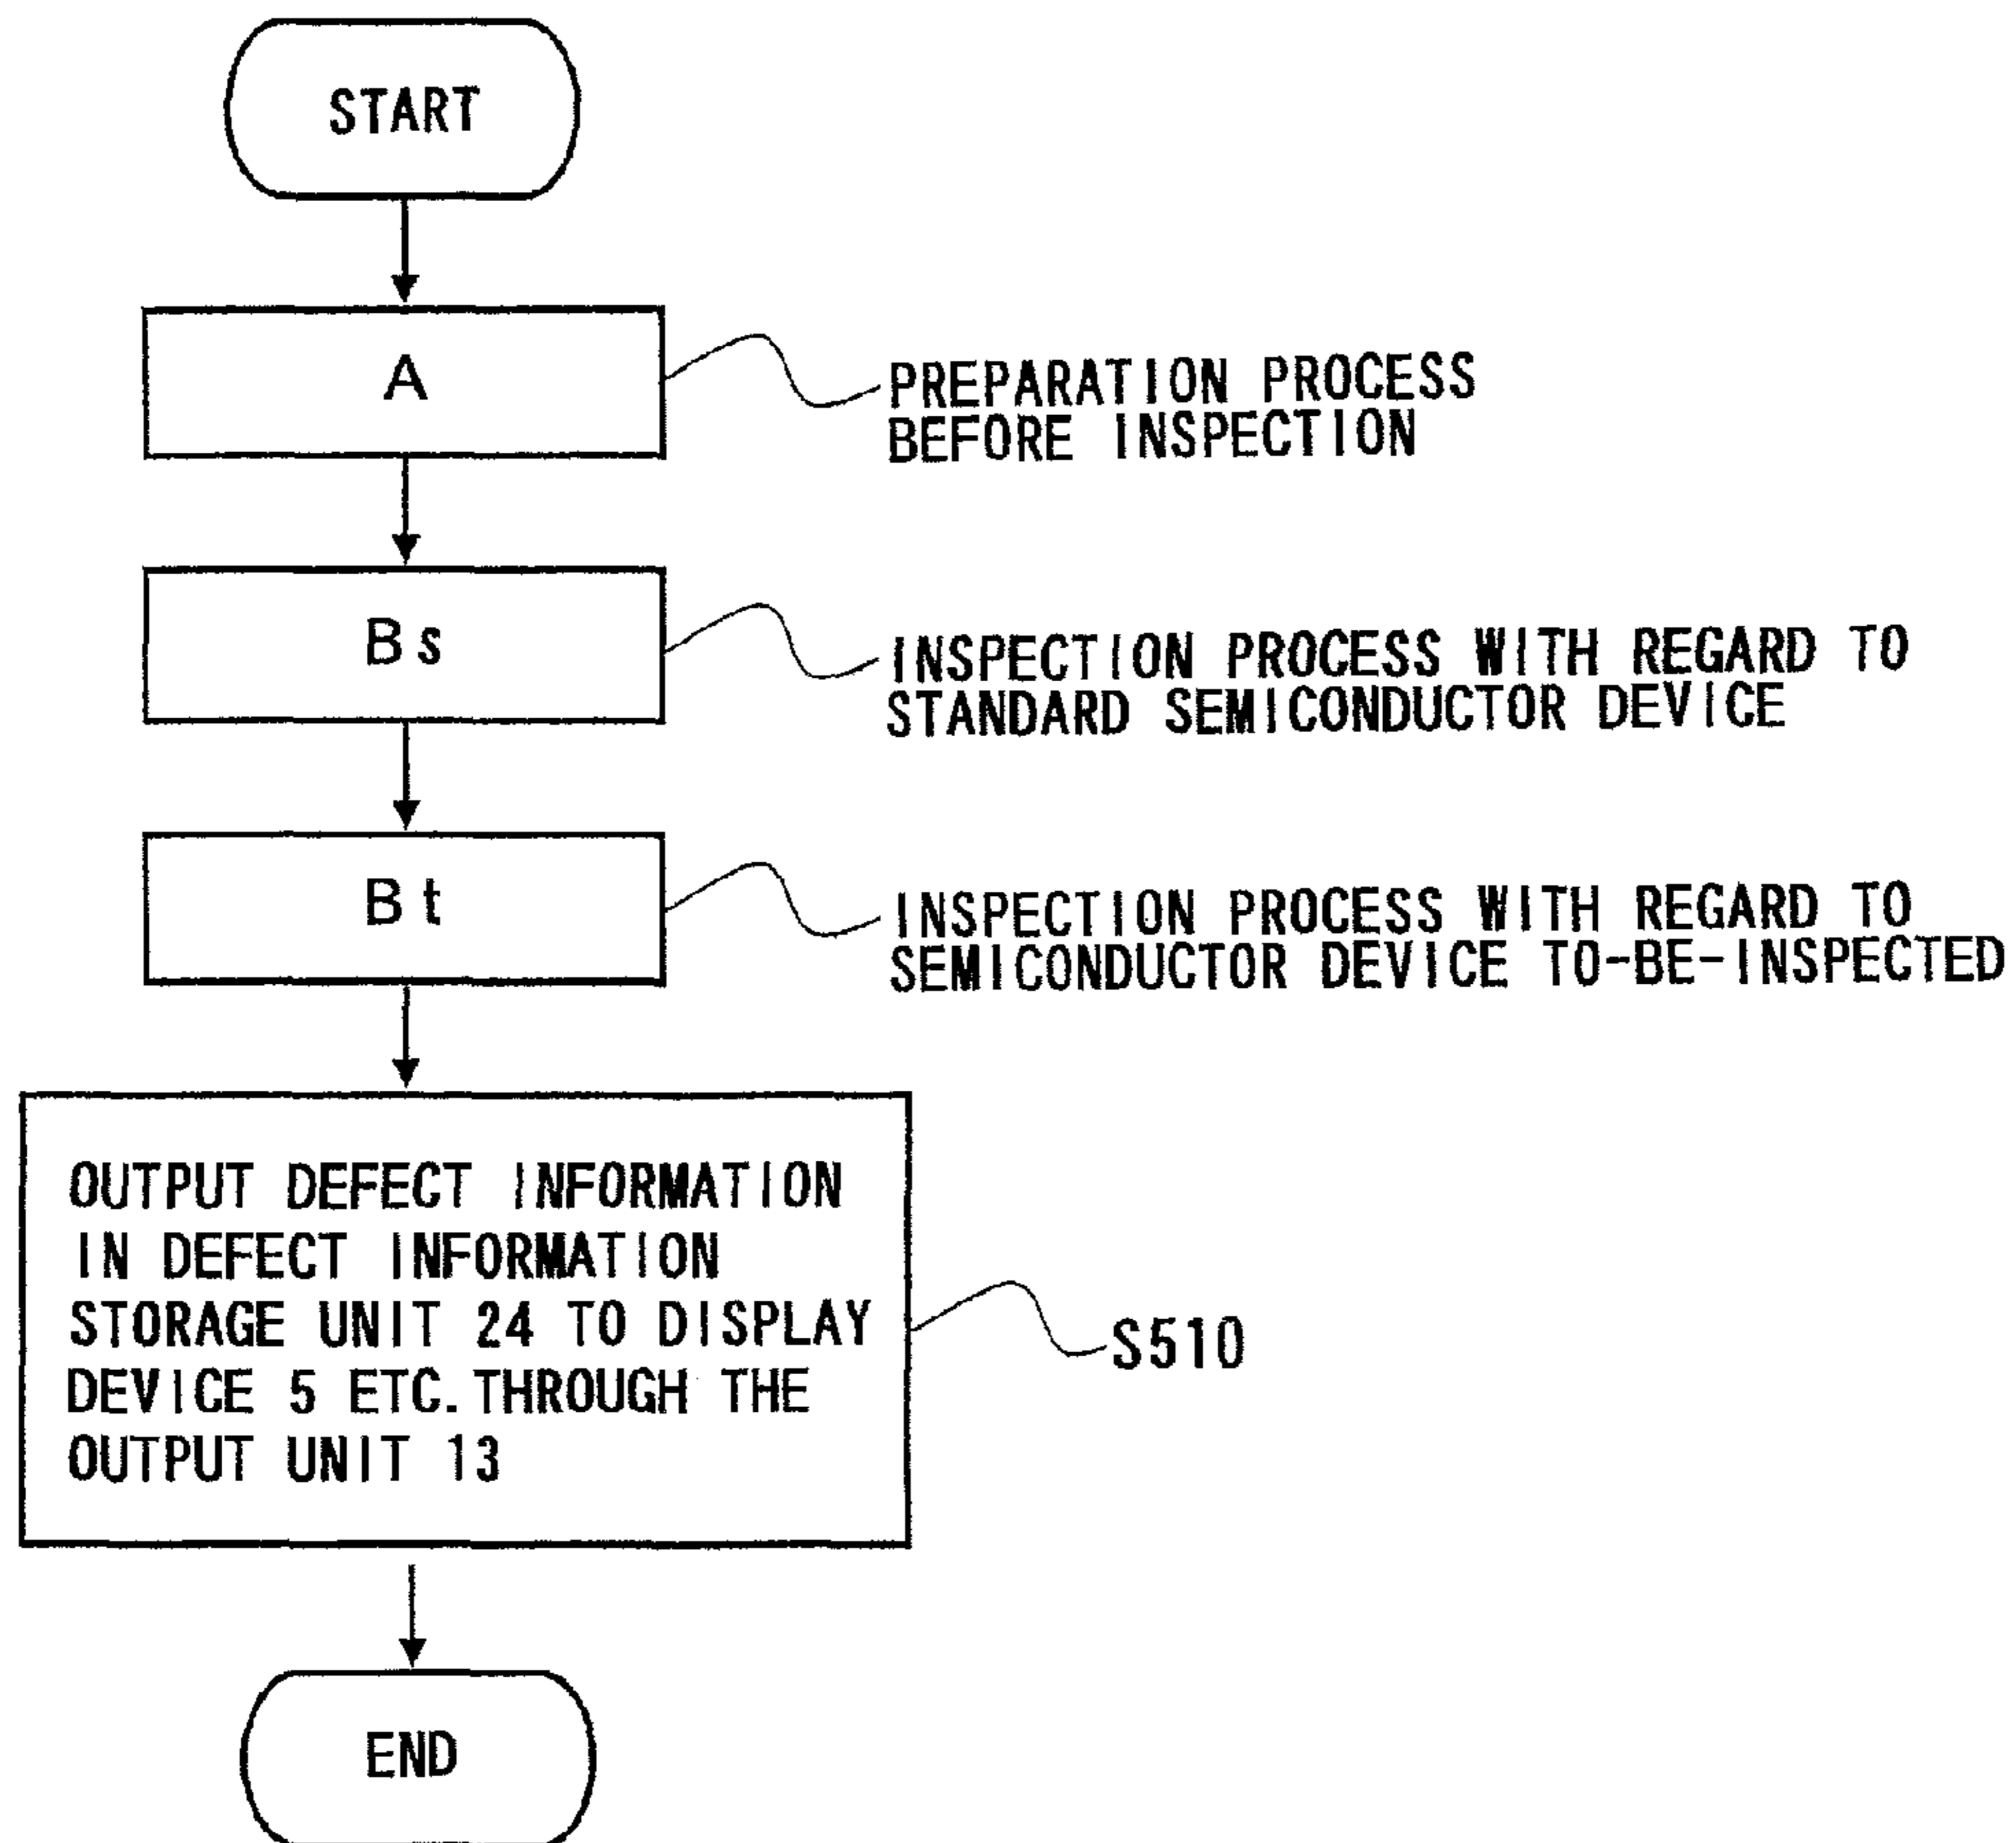 START
A
PREPARATION PROCESS
BEFORE INSPECTION
Bs
INSPECTION PROCESS WITH REGARD TO
STANDARD SEMICONDUCTOR DEVICE
Bt
INSPECTION PROCESS WITH REGARD TO
SEMICONDUCTOR DEVICE TO-BE-INSPECTED
OUTPUT DEFECT INFORMATION
IN DEFECT INFORMATION
STORAGE UNIT 24 TO DISPLAY
DEVICE 5 ETC.THROUGH THE
OUTPUT UNIT 13
S510
END